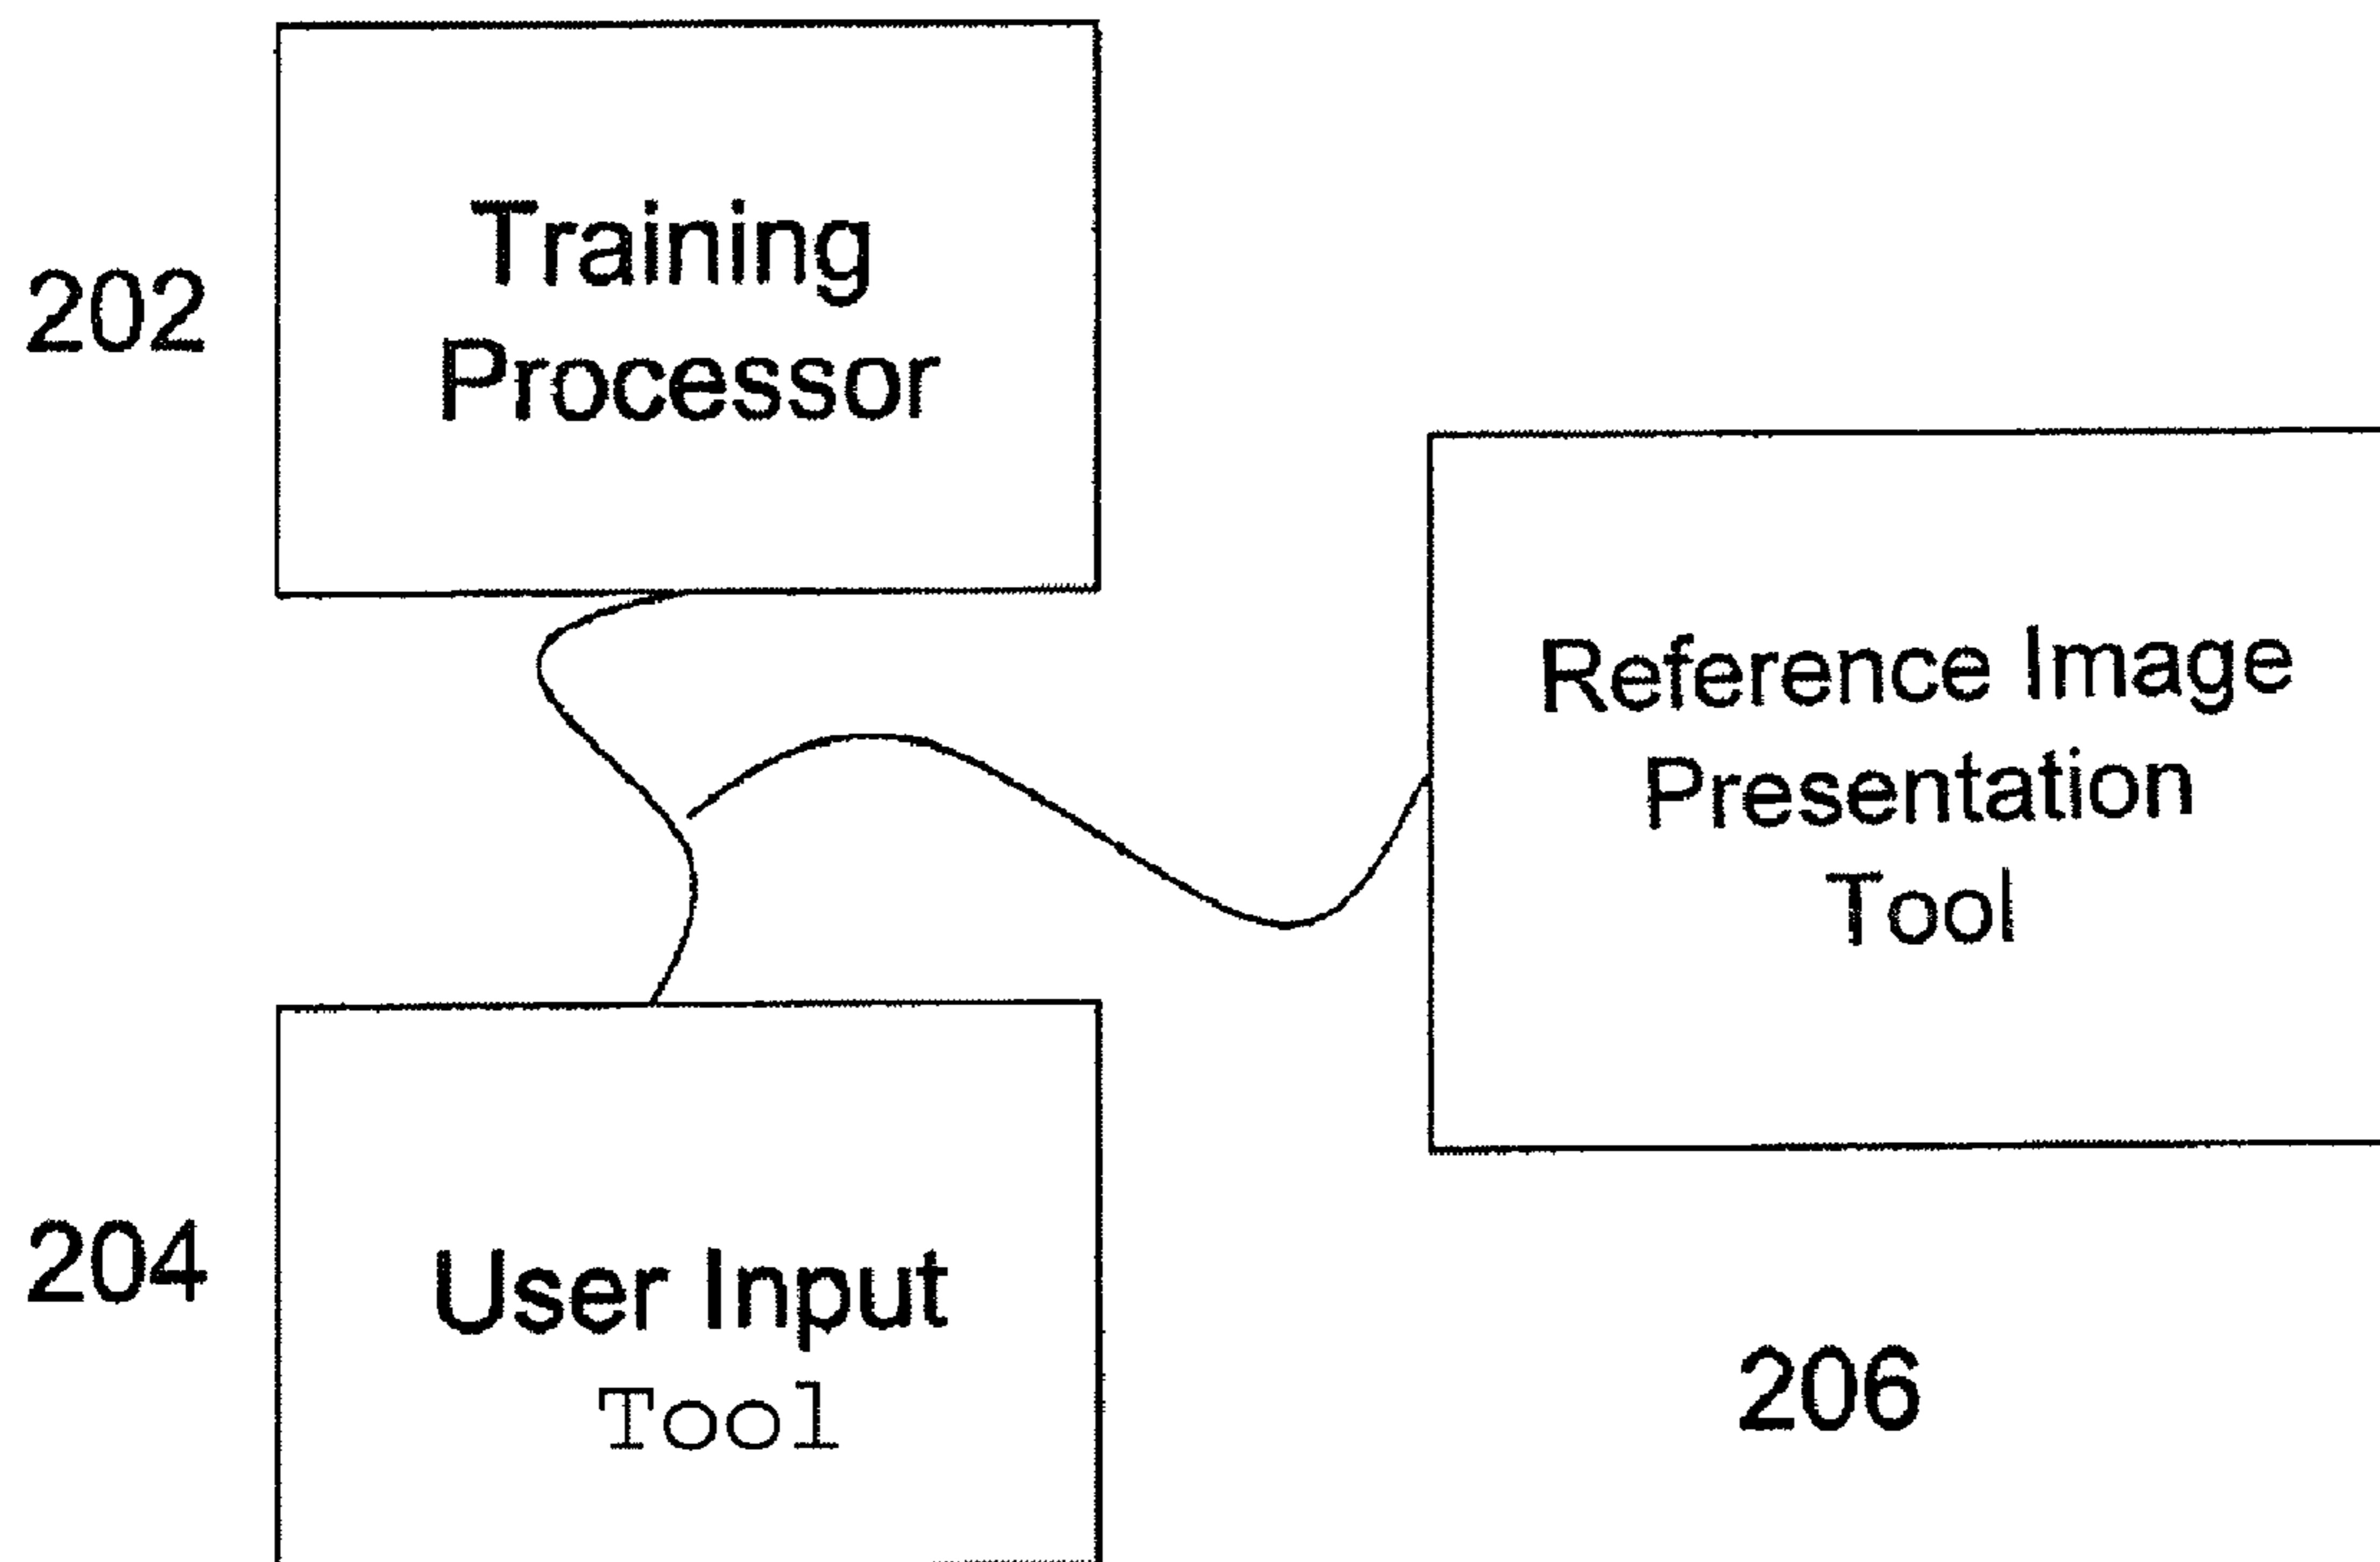 202
Training
Processor
Reference Image
Presentation
Tool
204
User Input
Tool
206